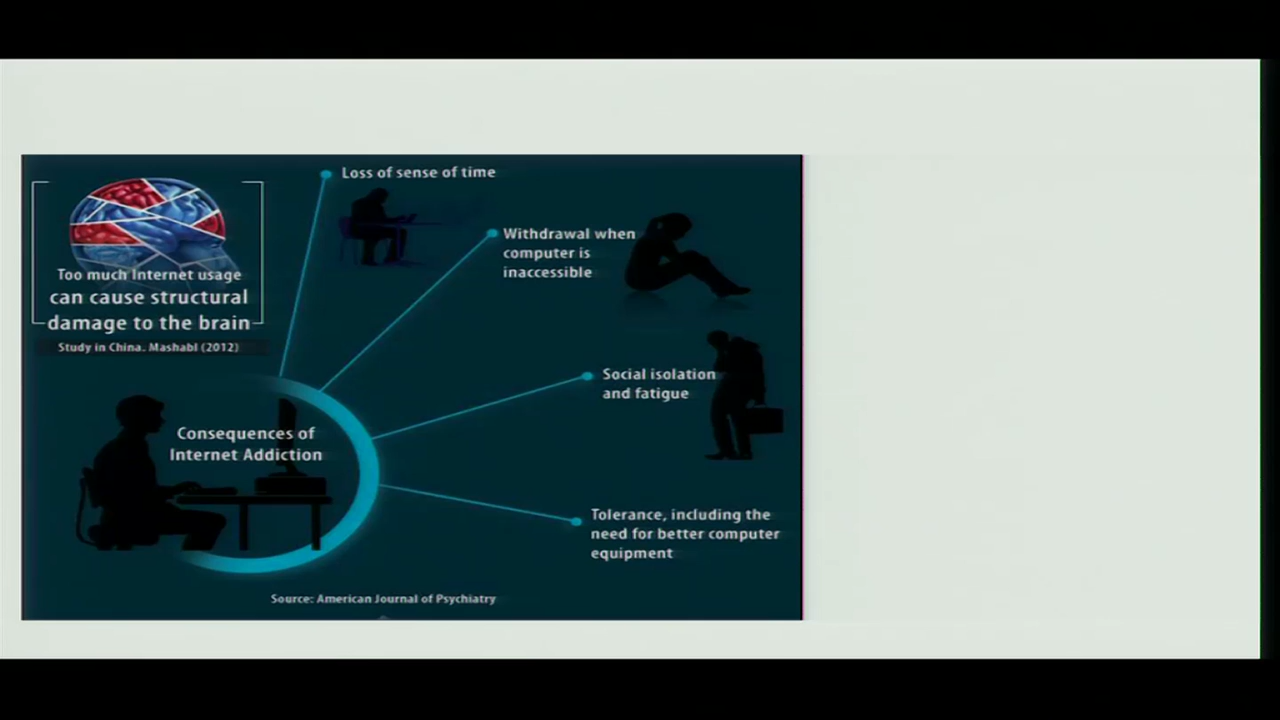 Loss of sense of time
Withdrawal when
computer is
inaccessible
Too much Internet usage
can cause structural
damage to the brain
Study in China. Mashabl (2012)
Social isolation
and fatigue
Consequences of
Internet Addiction
Tolerance, including the
need for better computer
equipment
Source: American Journal of Psychiatry